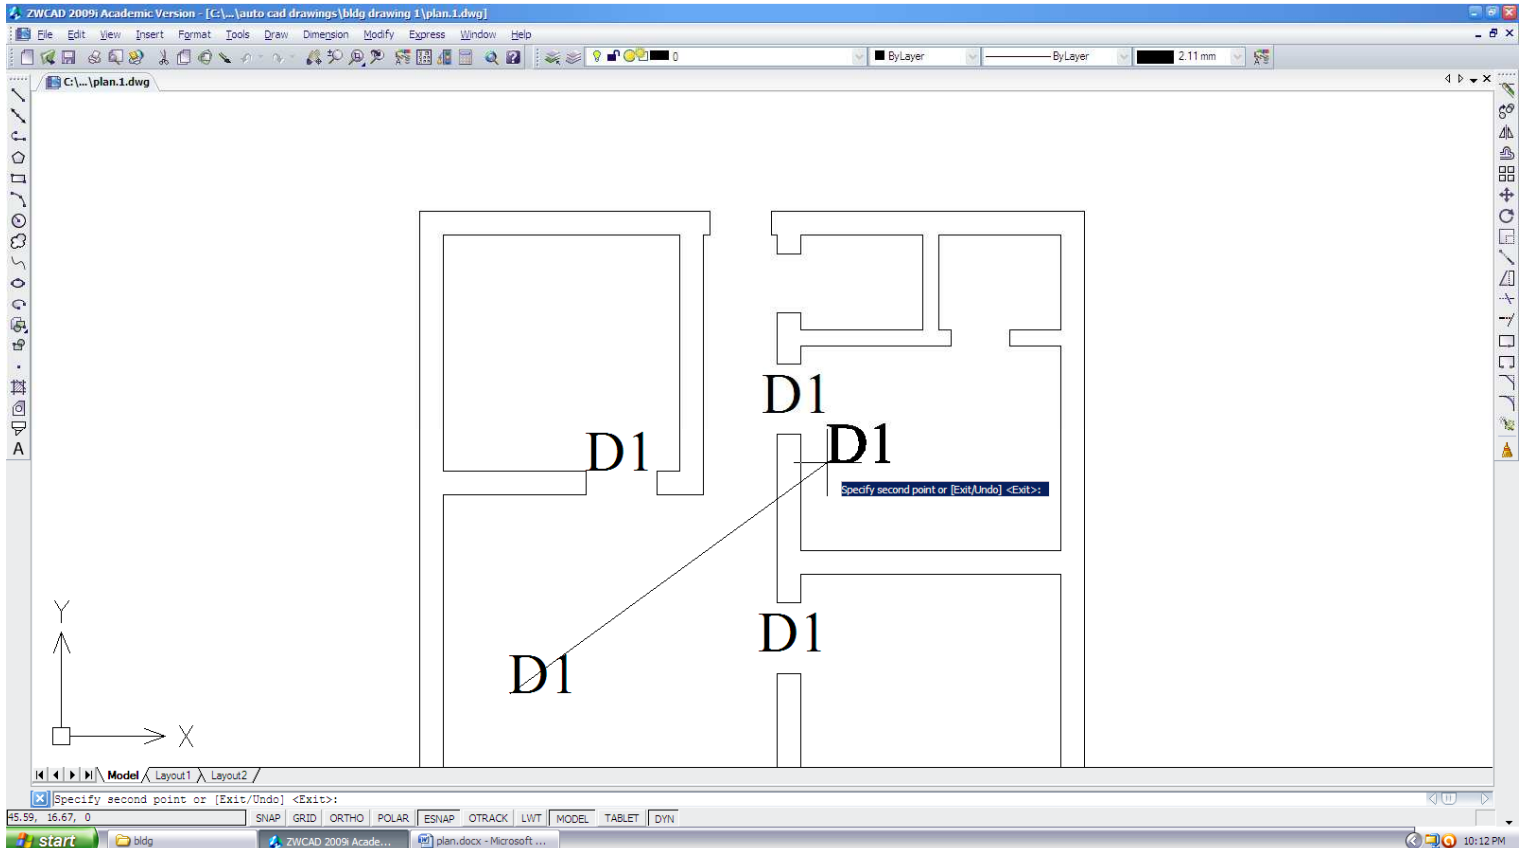 ZWCAD 2009i Academic Version - [C:\...\auto cad drawings\bldg drawing 1\plan.1.dwg]
File Edit View Insert Format Tools Draw Dimension Modify Express Window Help
0 ByLayer ByLayer 2.11 mm
C:\...\plan.1.dwg
A
D1
D1
D1
Specify second point or [Exit/Undo] <Exit>:
D1
D1
Y
X
Model Layout1 Layout2
Specify second point or [Exit/Undo] <Exit>:
45.59, 16.67, 0 SNAP GRID ORTHO POLAR ESNAP OTRACK LWT MODEL TABLET DYN
start bldg ZWCAD 2009i Acade... plan.docx - Microsoft ... 10:12 PM